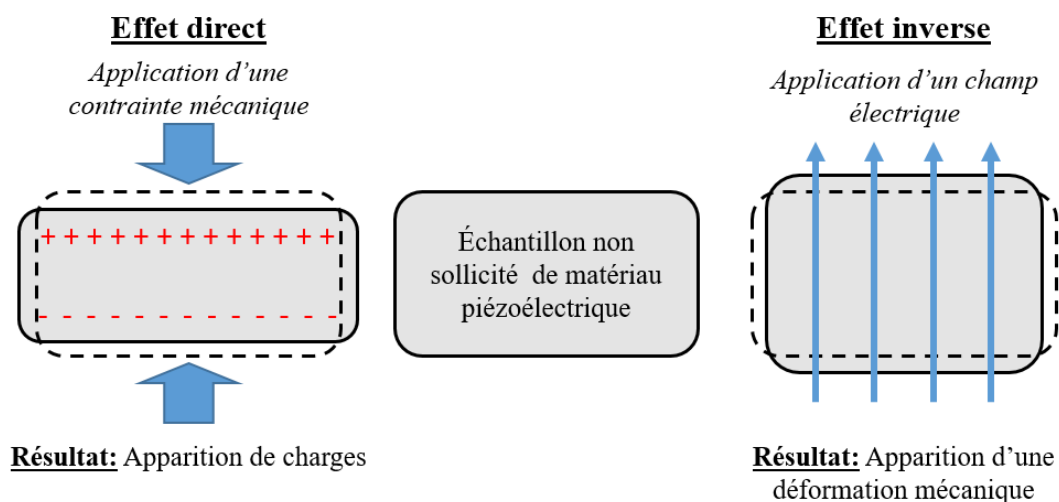 Effet direct
Application d’une
contrainte mécanique
+ + + + + + + + + + + + +
- - - - - - - - - - - - -
Résultat: Apparition de charges
Échantillon non
sollicité de matériau
piézoélectrique
Effet inverse
Application d’un champ
électrique
Résultat: Apparition d’une
déformation mécanique